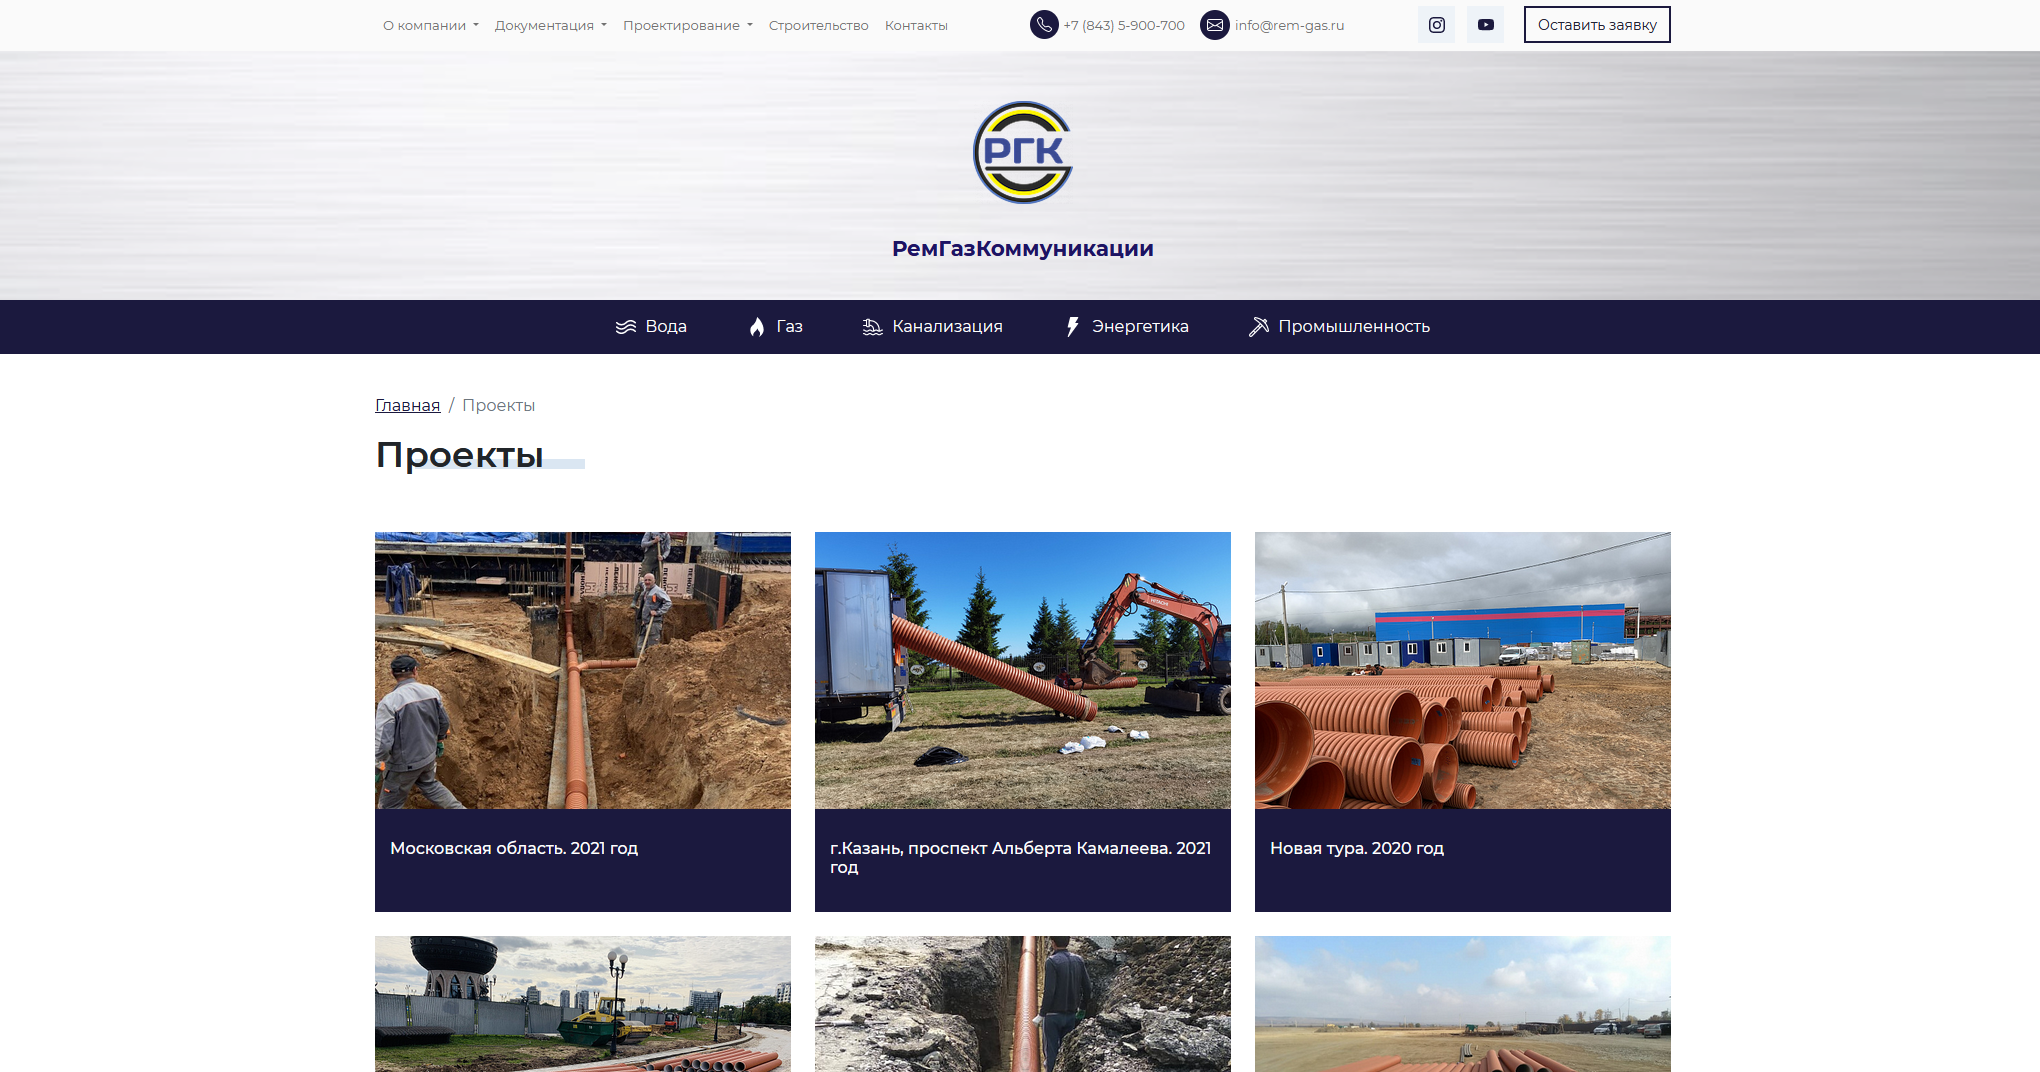 О компании
Документация
Проектирование
Строительство
Контакты
+7 (843) 5-900-700
info@rem-gas.ru
Оставить заявку
РГК
РемГазКоммуникации
Вода
Газ
Канализация
Энергетика
Промышленность
Главная / Проекты
Проекты
HITACHI
Московская область. 2021 год
г.Казань, проспект Альберта Камалеева. 2021
год
Новая тура. 2020 год